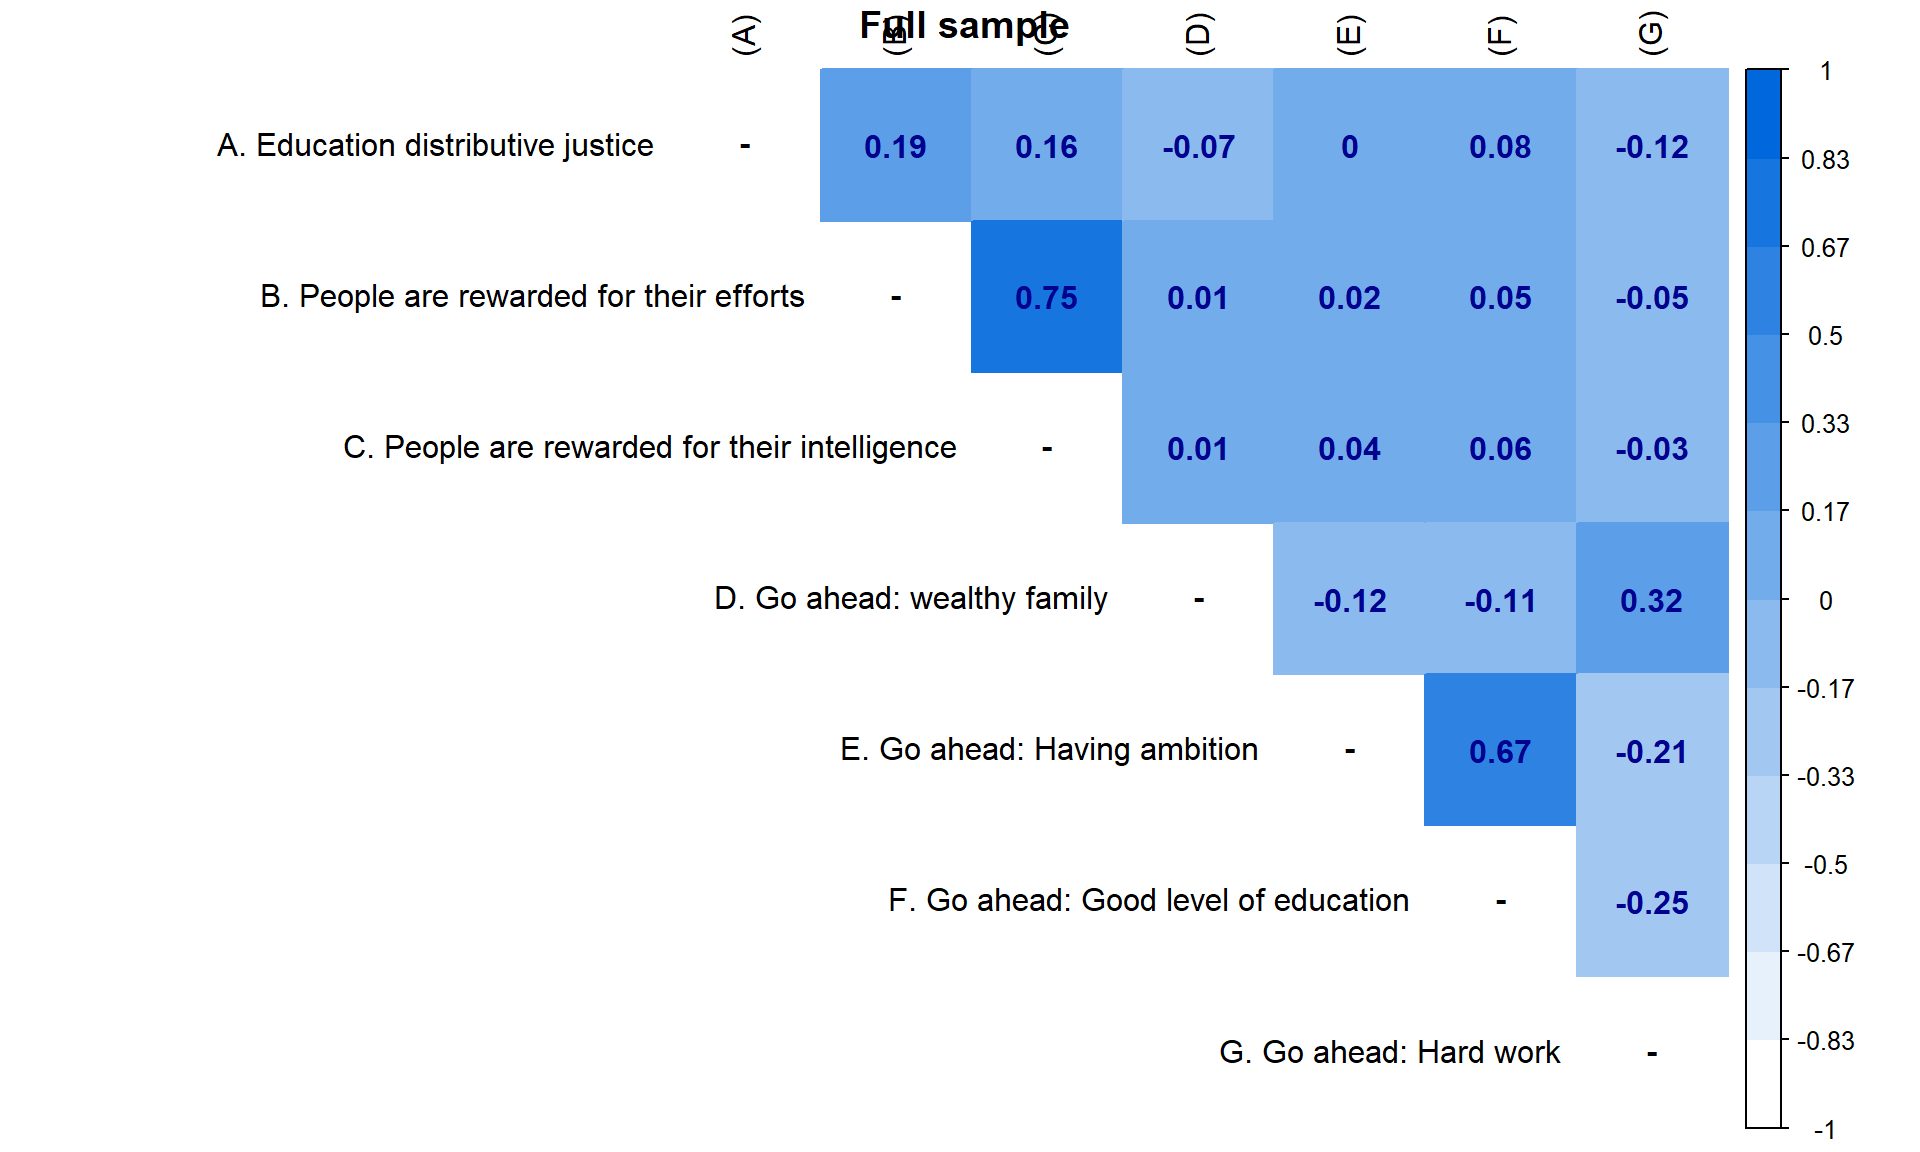 Full sample
(A) (B) (C) (D) (E) (F) (G)
A. Education distributive justice - 0.19 0.16 -0.07 0 0.08 -0.12
B. People are rewarded for their efforts - 0.75 0.01 0.02 0.05 -0.05
C. People are rewarded for their intelligence - 0.01 0.04 0.06 -0.03
D. Go ahead: wealthy family - -0.12 -0.11 0.32
E. Go ahead: Having ambition - 0.67 -0.21
F. Go ahead: Good level of education - -0.25
G. Go ahead: Hard work -
1
0.83
0.67
0.5
0.33
0.17
0
-0.17
-0.33
-0.5
-0.67
-0.83
-1